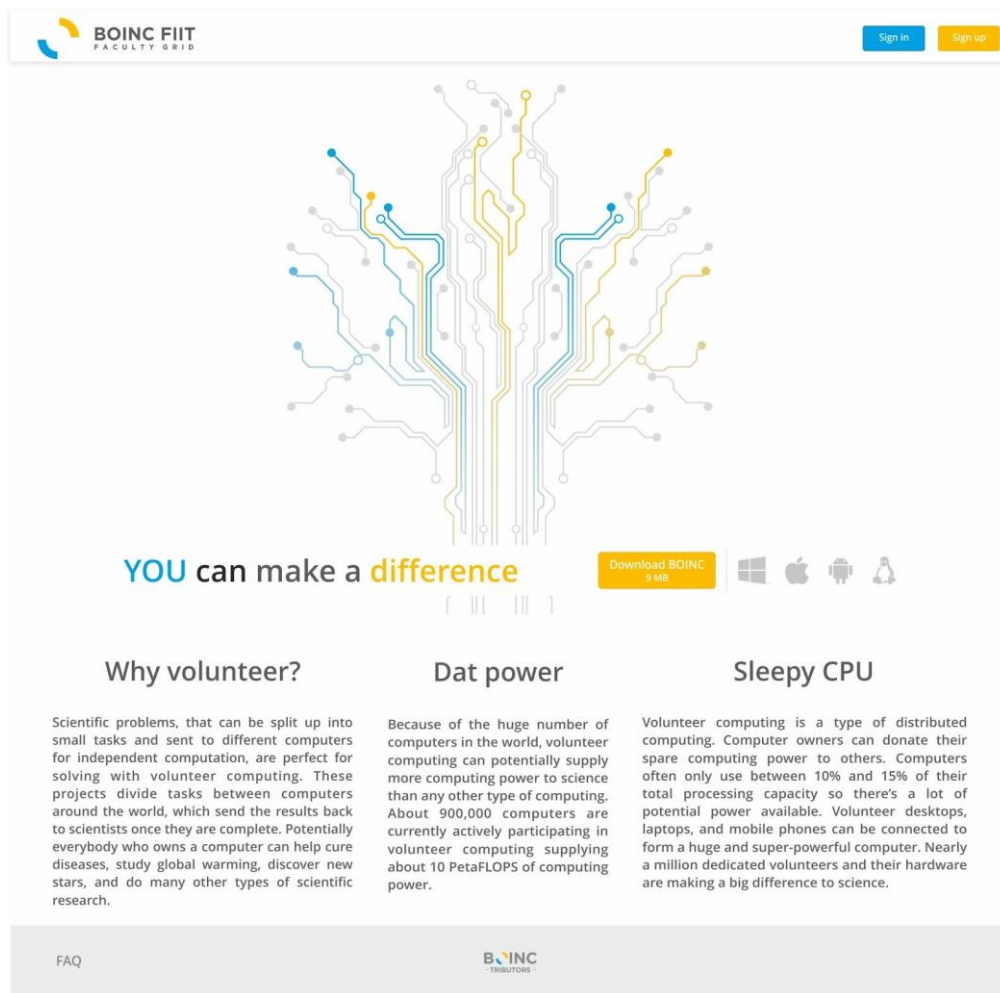 BOINC FIIT
FACULTY GRID
Sign in
Sign up
YOU can make a difference
Download BOINC
9 MB
Why volunteer?
Scientific problems, that can be split up into
small tasks and sent to different computers
for independent computation, are perfect for
solving with volunteer computing. These
projects divide tasks between computers
around the world, which send the results back
to scientists once they are complete. Potentially
everybody who owns a computer can help cure
diseases, study global warming, discover new
stars, and do many other types of scientific
research.
Dat power
Because of the huge number of
computers in the world, volunteer
computing can potentially supply
more computing power to science
than any other type of computing.
About 900,000 computers are
currently actively participating in
volunteer computing supplying
about 10 PetaFLOPS of computing
power.
Sleepy CPU
Volunteer computing is a type of distributed
computing. Computer owners can donate their
spare computing power to others. Computers
often only use between 10% and 15% of their
total processing capacity so there's a lot of
potential power available. Volunteer desktops,
laptops, and mobile phones can be connected to
form a huge and super-powerful computer. Nearly
a million dedicated volunteers and their hardware
are making a big difference to science.
FAQ
BOINC
TRIBUTORS